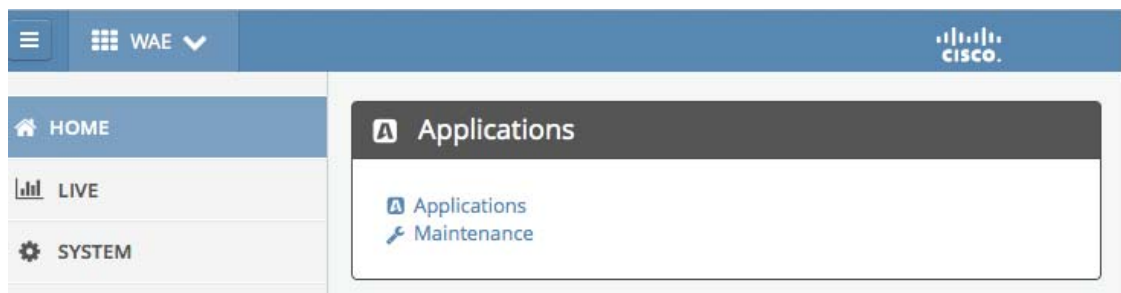 WAE
CISCO.
HOME
LIVE
SYSTEM
Applications
Applications
Maintenance